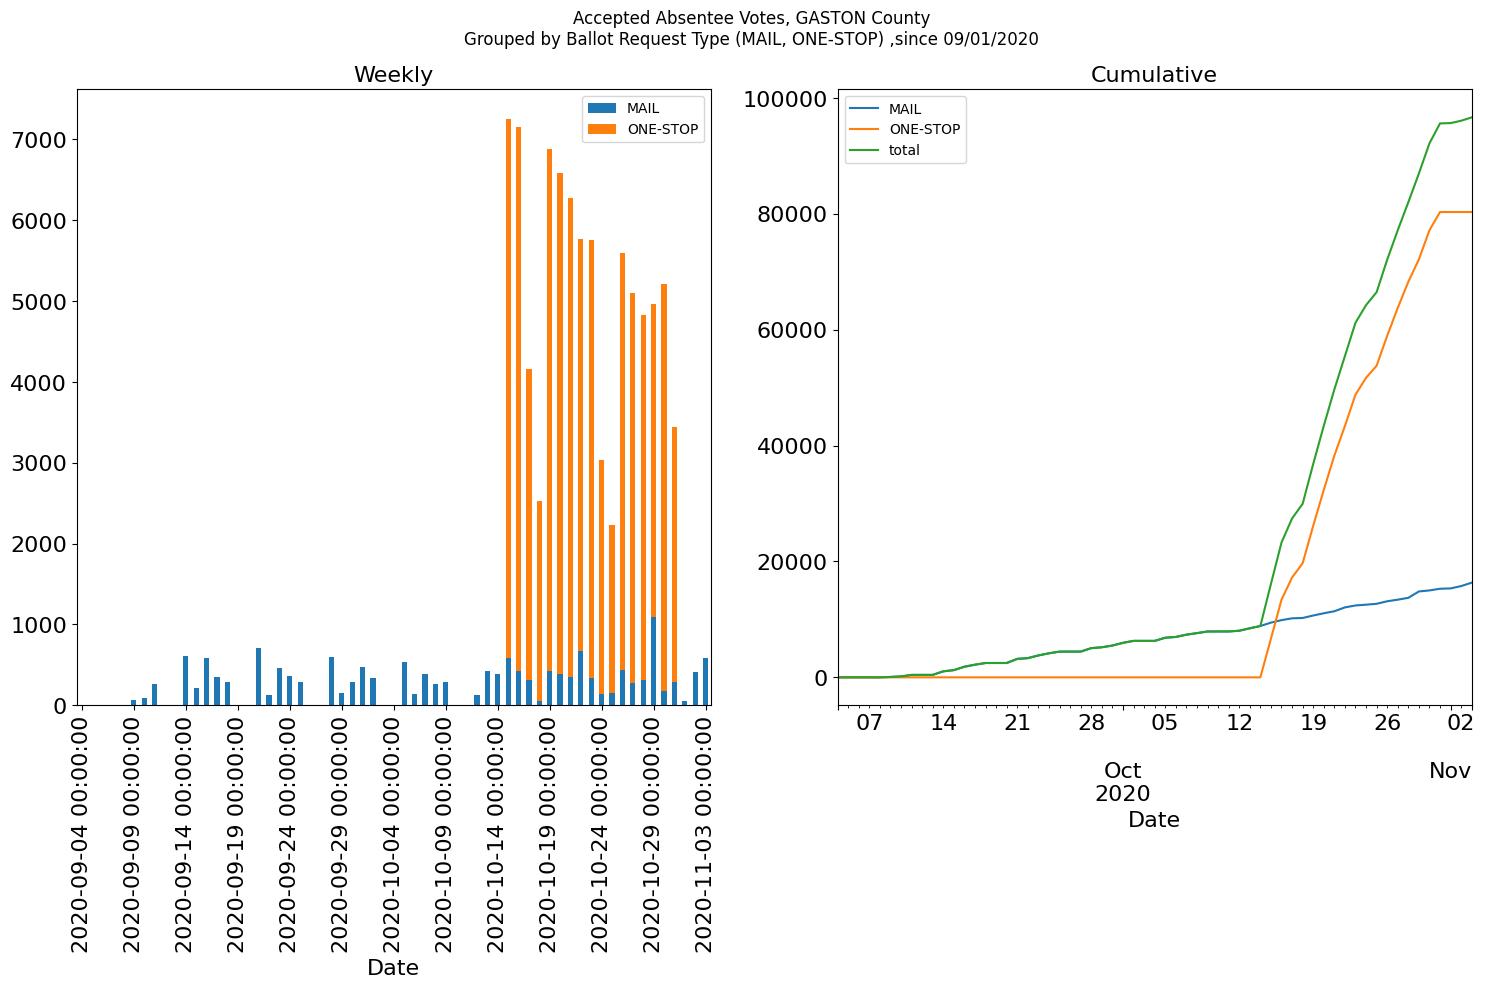 Accepted Absentee Votes, GASTON County
Grouped by Ballot Request Type (MAIL, ONE-STOP) ,since 09/01/2020
Weekly
MAIL
ONE-STOP
7000
6000
5000
4000
3000
2000
1000
0
2020-09-04 00:00:00
2020-09-09 00:00:00
2020-09-14 00:00:00
2020-09-19 00:00:00
2020-09-24 00:00:00
2020-09-29 00:00:00
2020-10-04 00:00:00
2020-10-09 00:00:00
2020-10-14 00:00:00
2020-10-19 00:00:00
2020-10-24 00:00:00
2020-10-29 00:00:00
2020-11-03 00:00:00
Date
Cumulative
MAIL
ONE-STOP
total
100000
80000
60000
40000
20000
0
07 14 21 28 05 12 19 26 02
Oct Nov
2020
Date